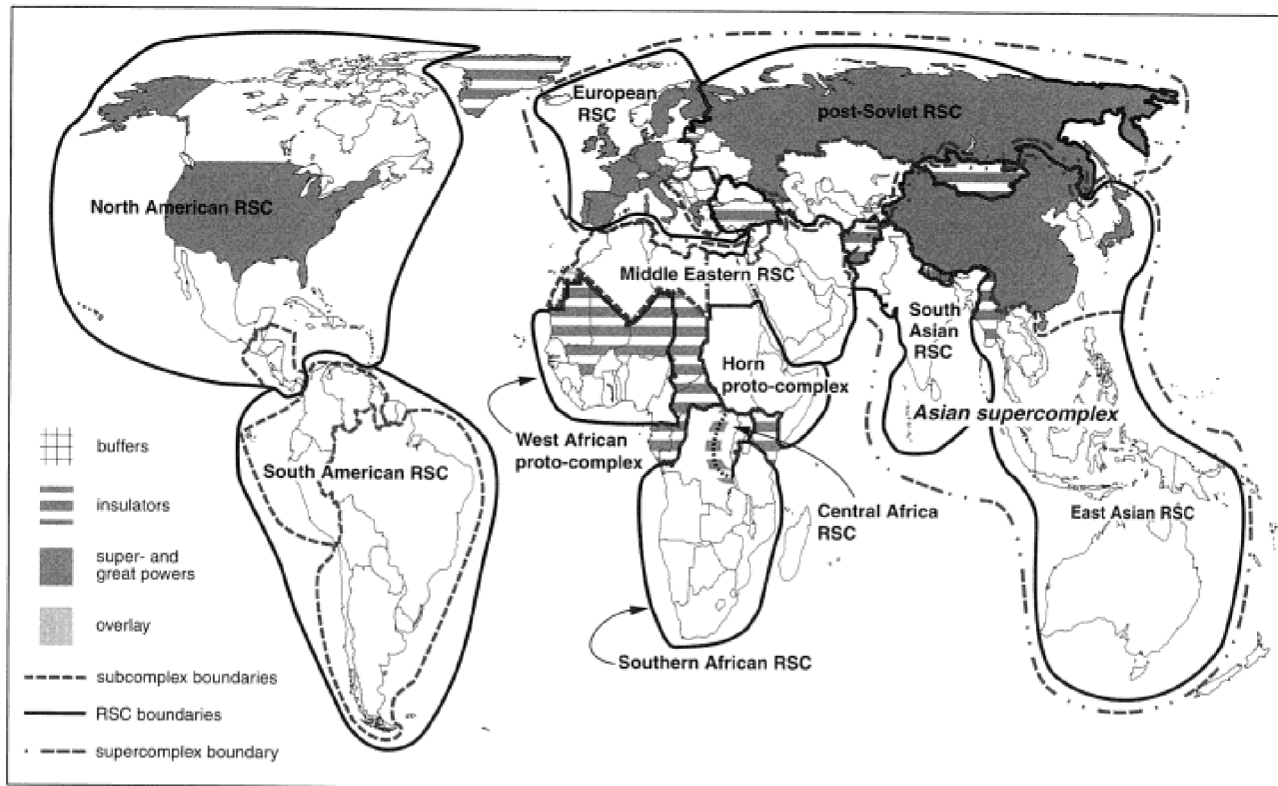 European
RSC
post-Soviet RSC
North American RSC
Middle Eastern RSC
South
Asian
RSC
Horn
proto-complex
Asian supercomplex
West African
proto-complex
South American RSC
Central Africa
RSC
East Asian RSC
Southern African RSC
buffers
insulators
super- and
great powers
overlay
subcomplex boundaries
RSC boundaries
supercomplex boundary